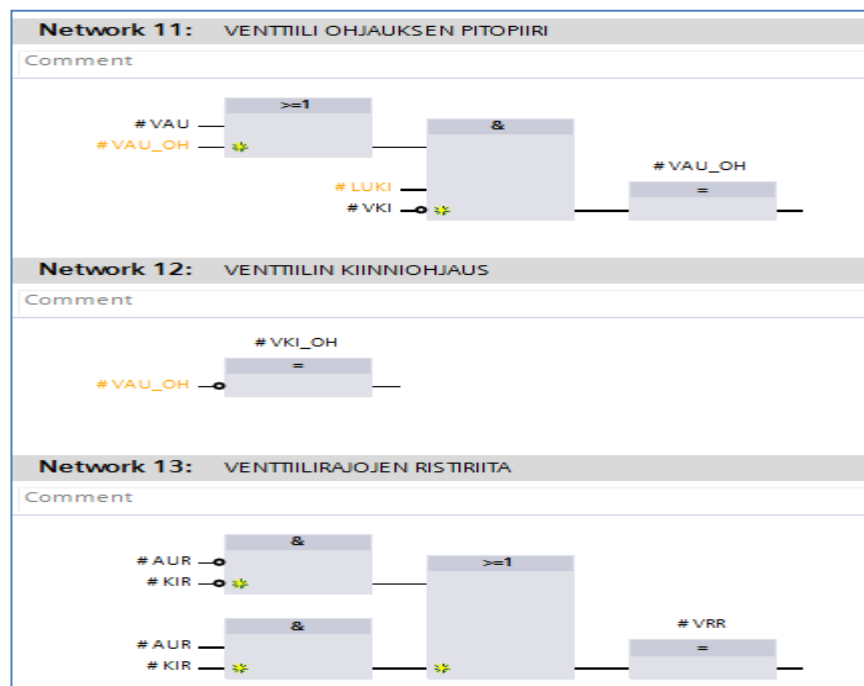 Network 11: VENTTIILI OHJAUKSEN PITOPIIRI
Comment
>=1
#VAU
#VAU_OH
&
#LUKI
#VKI
#VAU_OH
=
Network 12: VENTTIILIN KIINNIOHJAUS
Comment
#VKI_OH
=
#VAU_OH
Network 13: VENTTIILIRAJOJEN RISTIRIITA
Comment
&
#AUR
#KIR
>=1
&
#AUR
#KIR
#VRR
=